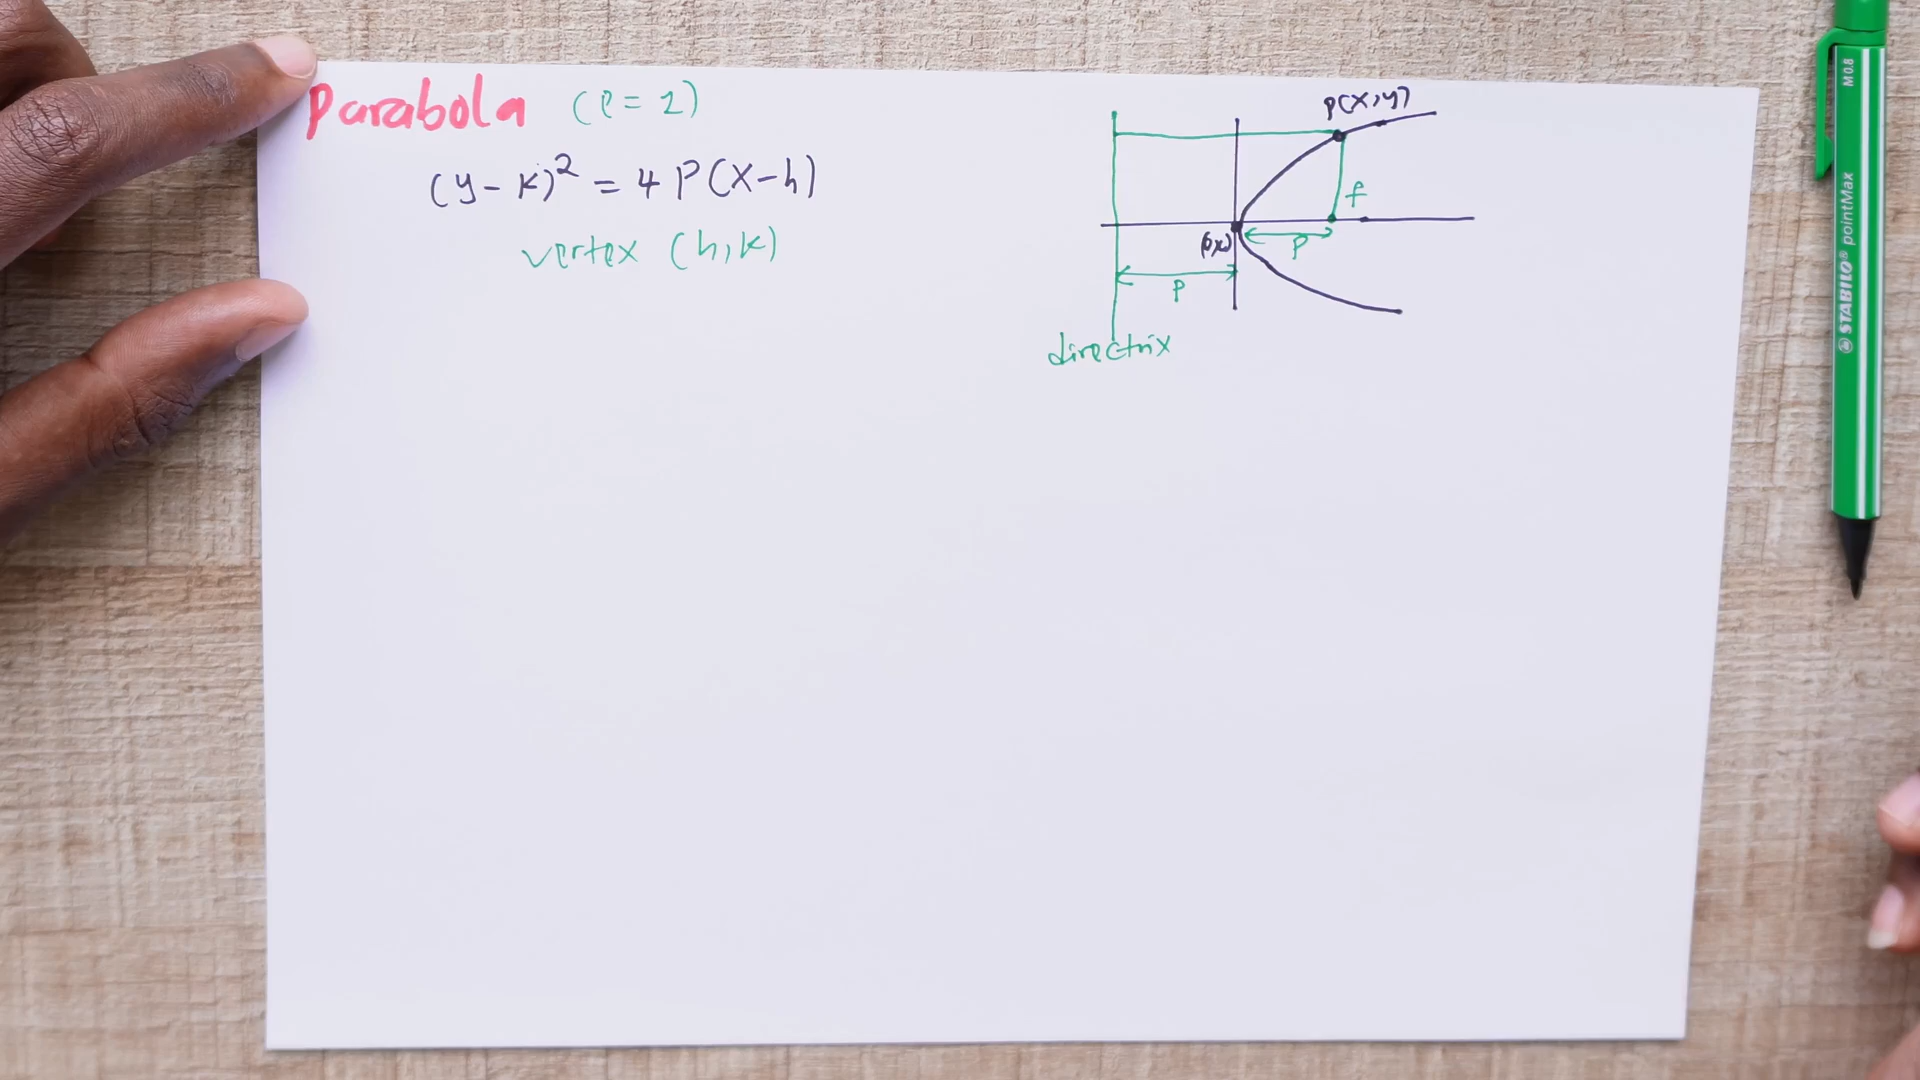 Parabola (e=1)
(y-k)² = 4P(x-h)
vertex (h,k)
P(x,y)
f
P
P
directrix
STABILO® pointMax M 0.8